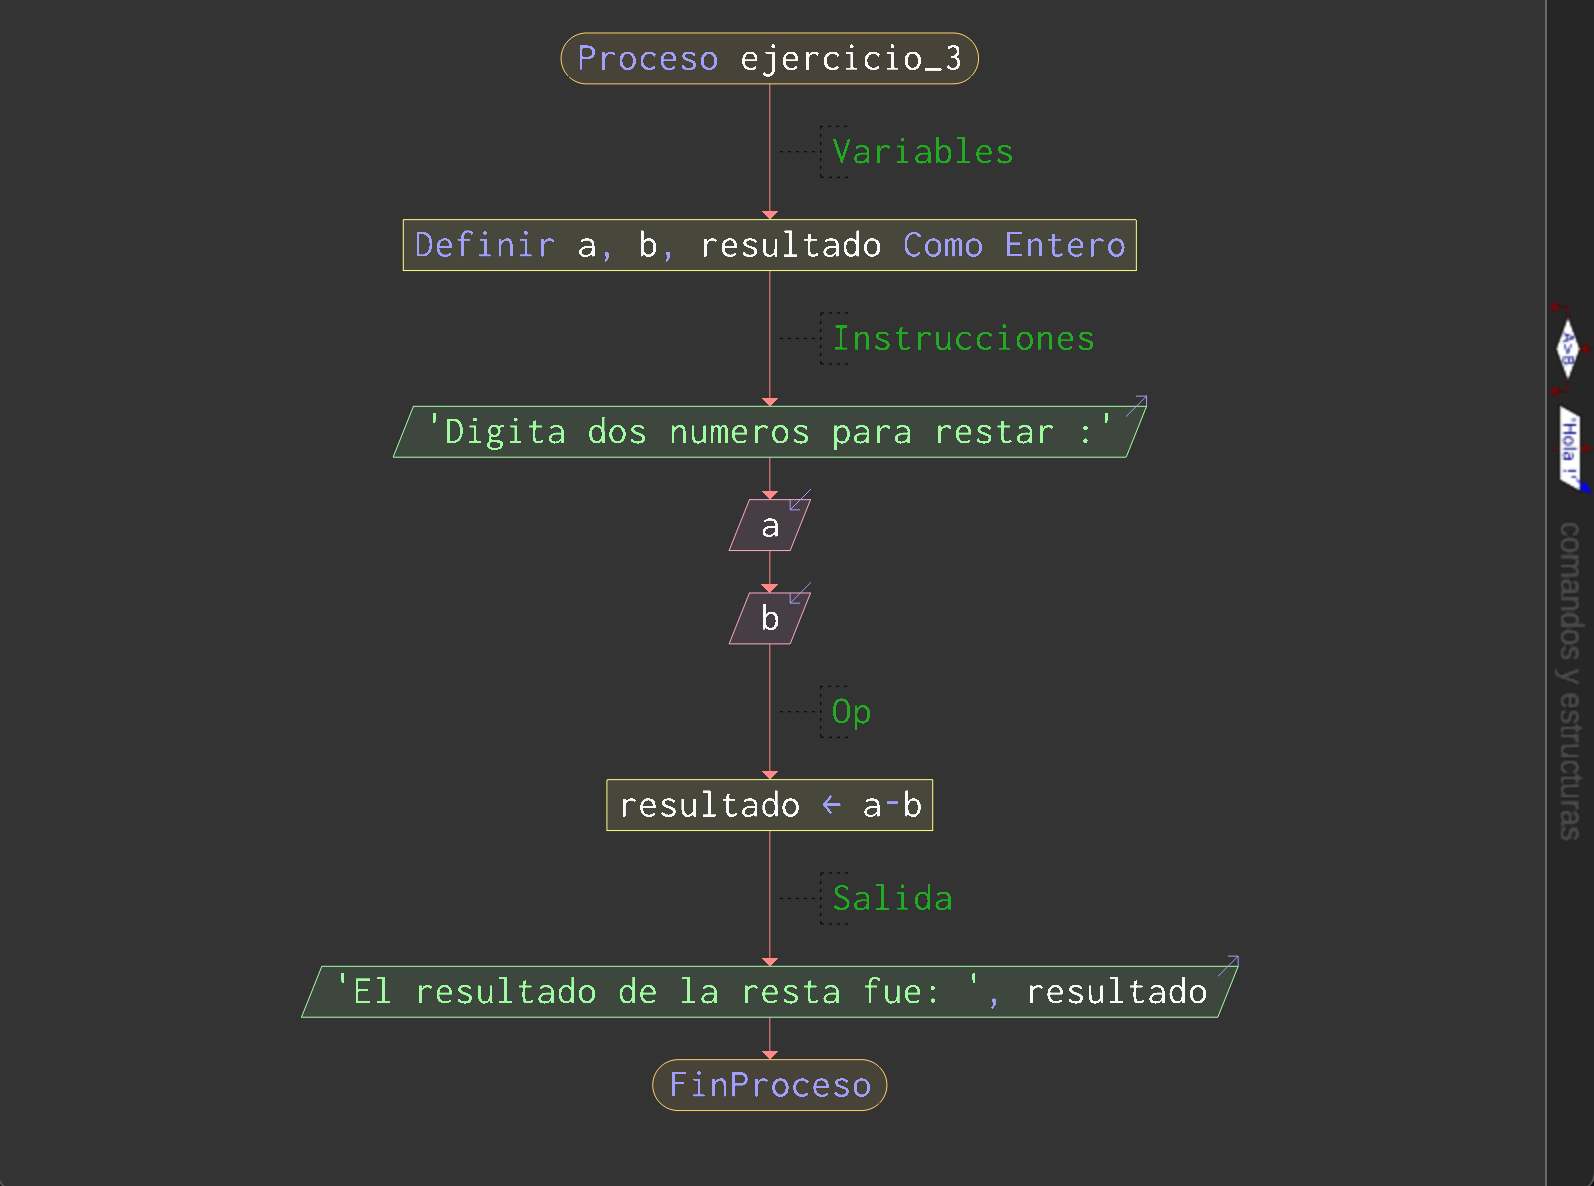 Proceso ejercicio_3
Variables
Definir a, b, resultado Como Entero
Instrucciones
'Digita dos numeros para restar :'
a
b
Op
resultado ← a-b
Salida
'El resultado de la resta fue: ', resultado
FinProceso
A>B
"Hola !"
comandos y estructuras